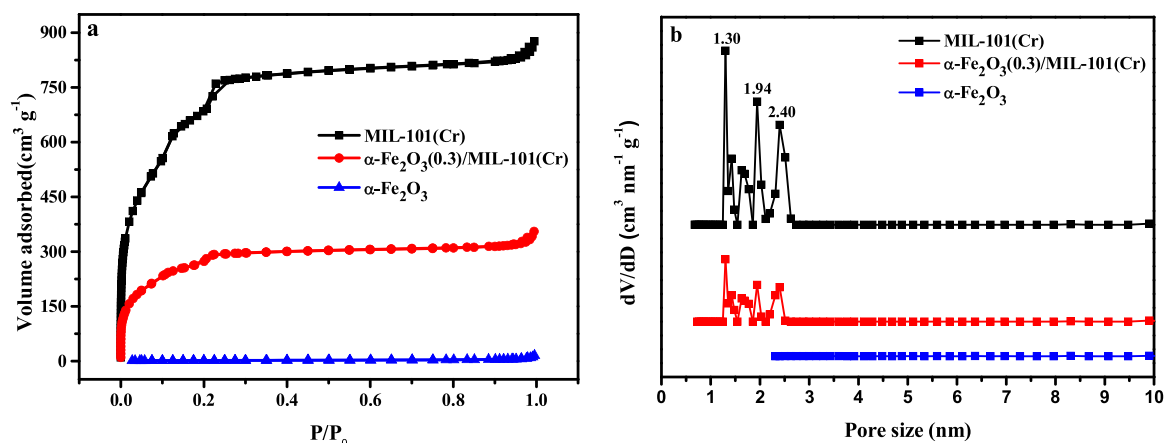 a
Volume adsorbed(cm³ g⁻¹)
900
750
600
450
300
150
0
MIL-101(Cr)
α-Fe₂O₃(0.3)/MIL-101(Cr)
α-Fe₂O₃
0.0 0.2 0.4 0.6 0.8 1.0
P/P₀
b
dV/dD (cm³ nm⁻¹ g⁻¹)
1.30
1.94
2.40
MIL-101(Cr)
α-Fe₂O₃(0.3)/MIL-101(Cr)
α-Fe₂O₃
0 1 2 3 4 5 6 7 8 9 10
Pore size (nm)